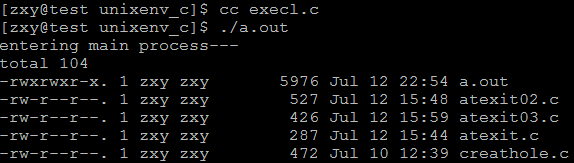 [zxy@test unixenv_c]$ cc execl.c
[zxy@test unixenv_c]$ ./a.out
entering main process---
total 104
-rwxrwxr-x. 1 zxy zxy      5976 Jul 12 22:54 a.out
-rw-r--r--. 1 zxy zxy       527 Jul 12 15:48 atexit02.c
-rw-r--r--. 1 zxy zxy       426 Jul 12 15:59 atexit03.c
-rw-r--r--. 1 zxy zxy       287 Jul 12 15:44 atexit.c
-rw-r--r--. 1 zxy zxy       472 Jul 10 12:39 creathole.c